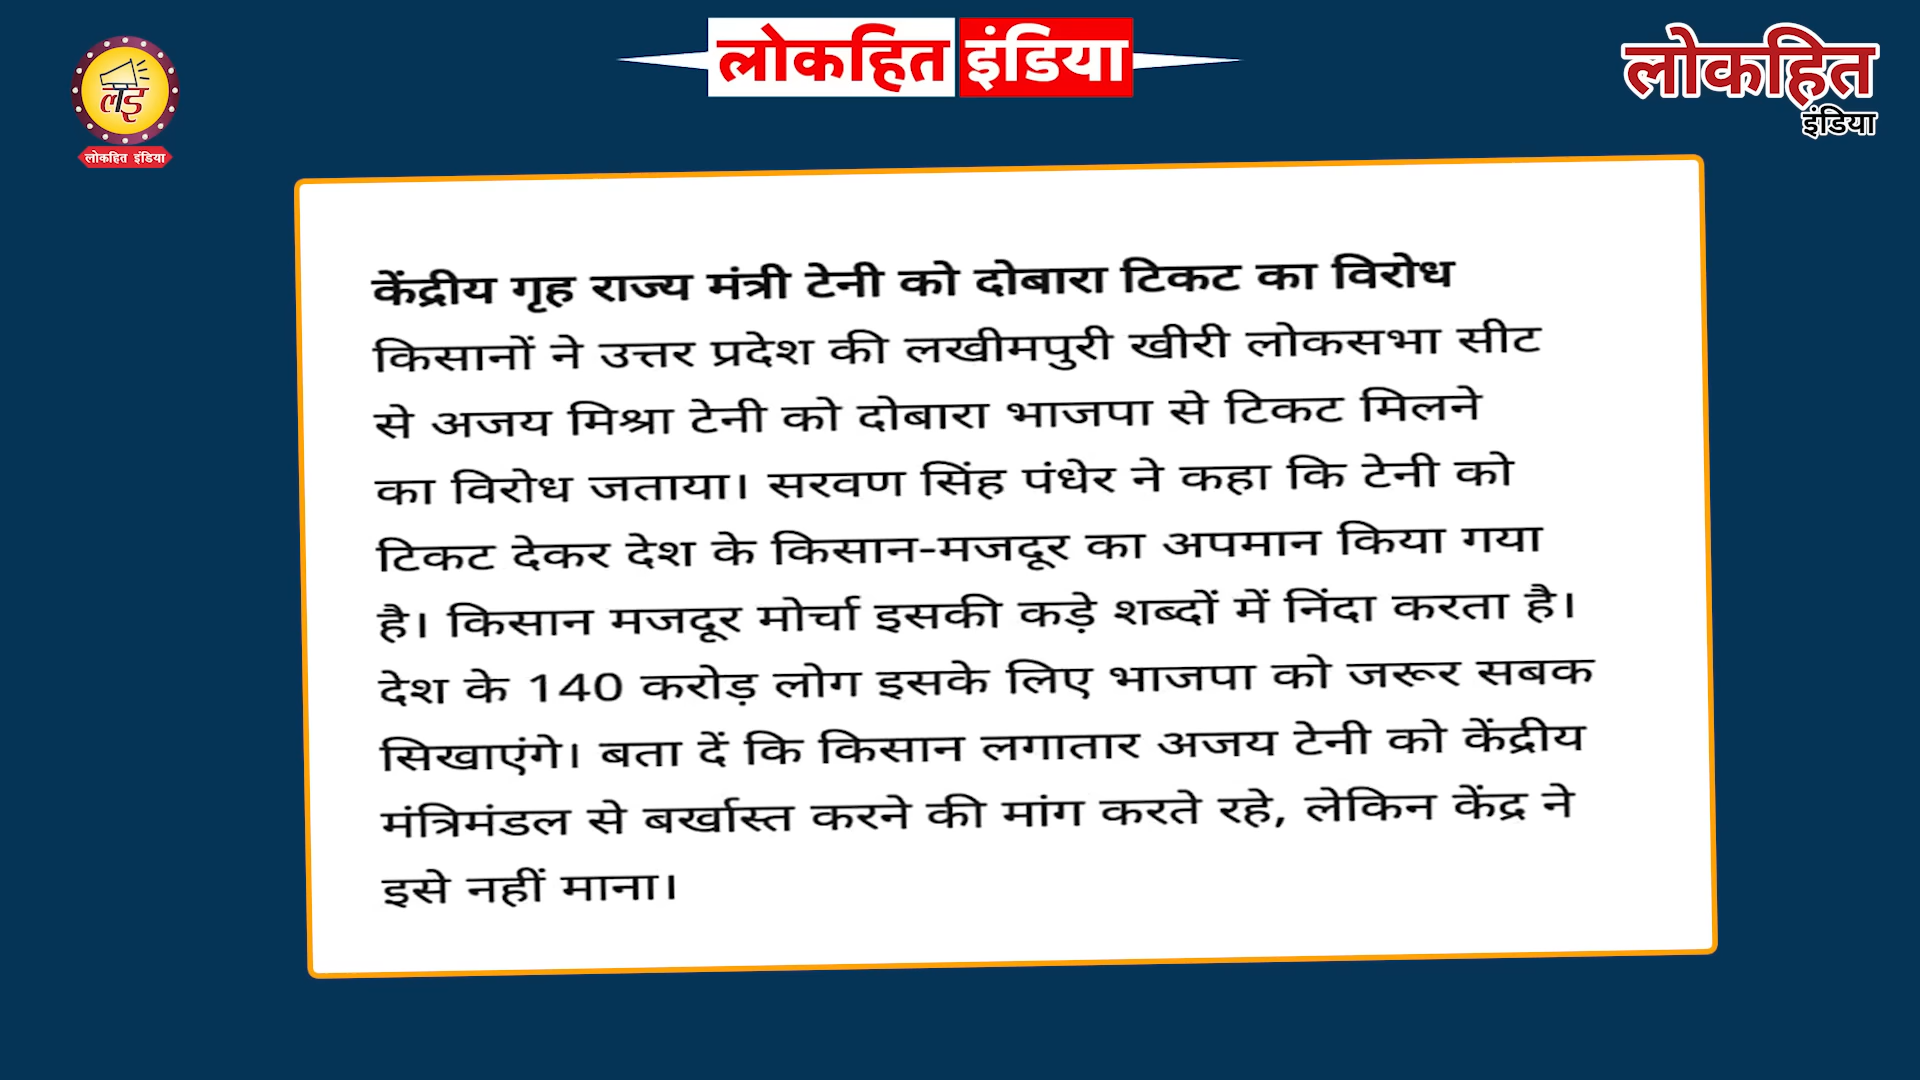 लोकहित इंडिया
लोकहित
इंडिया
लइ
लोकहित इंडिया
केंद्रीय गृह राज्य मंत्री टेनी को दोबारा टिकट का विरोध
किसानों ने उत्तर प्रदेश की लखीमपुरी खीरी लोकसभा सीट
से अजय मिश्रा टेनी को दोबारा भाजपा से टिकट मिलने
का विरोध जताया। सरवण सिंह पंधेर ने कहा कि टेनी को
टिकट देकर देश के किसान-मजदूर का अपमान किया गया
है। किसान मजदूर मोर्चा इसकी कड़े शब्दों में निंदा करता है।
देश के 140 करोड़ लोग इसके लिए भाजपा को जरूर सबक
सिखाएंगे। बता दें कि किसान लगातार अजय टेनी को केंद्रीय
मंत्रिमंडल से बर्खास्त करने की मांग करते रहे, लेकिन केंद्र ने
इसे नहीं माना।